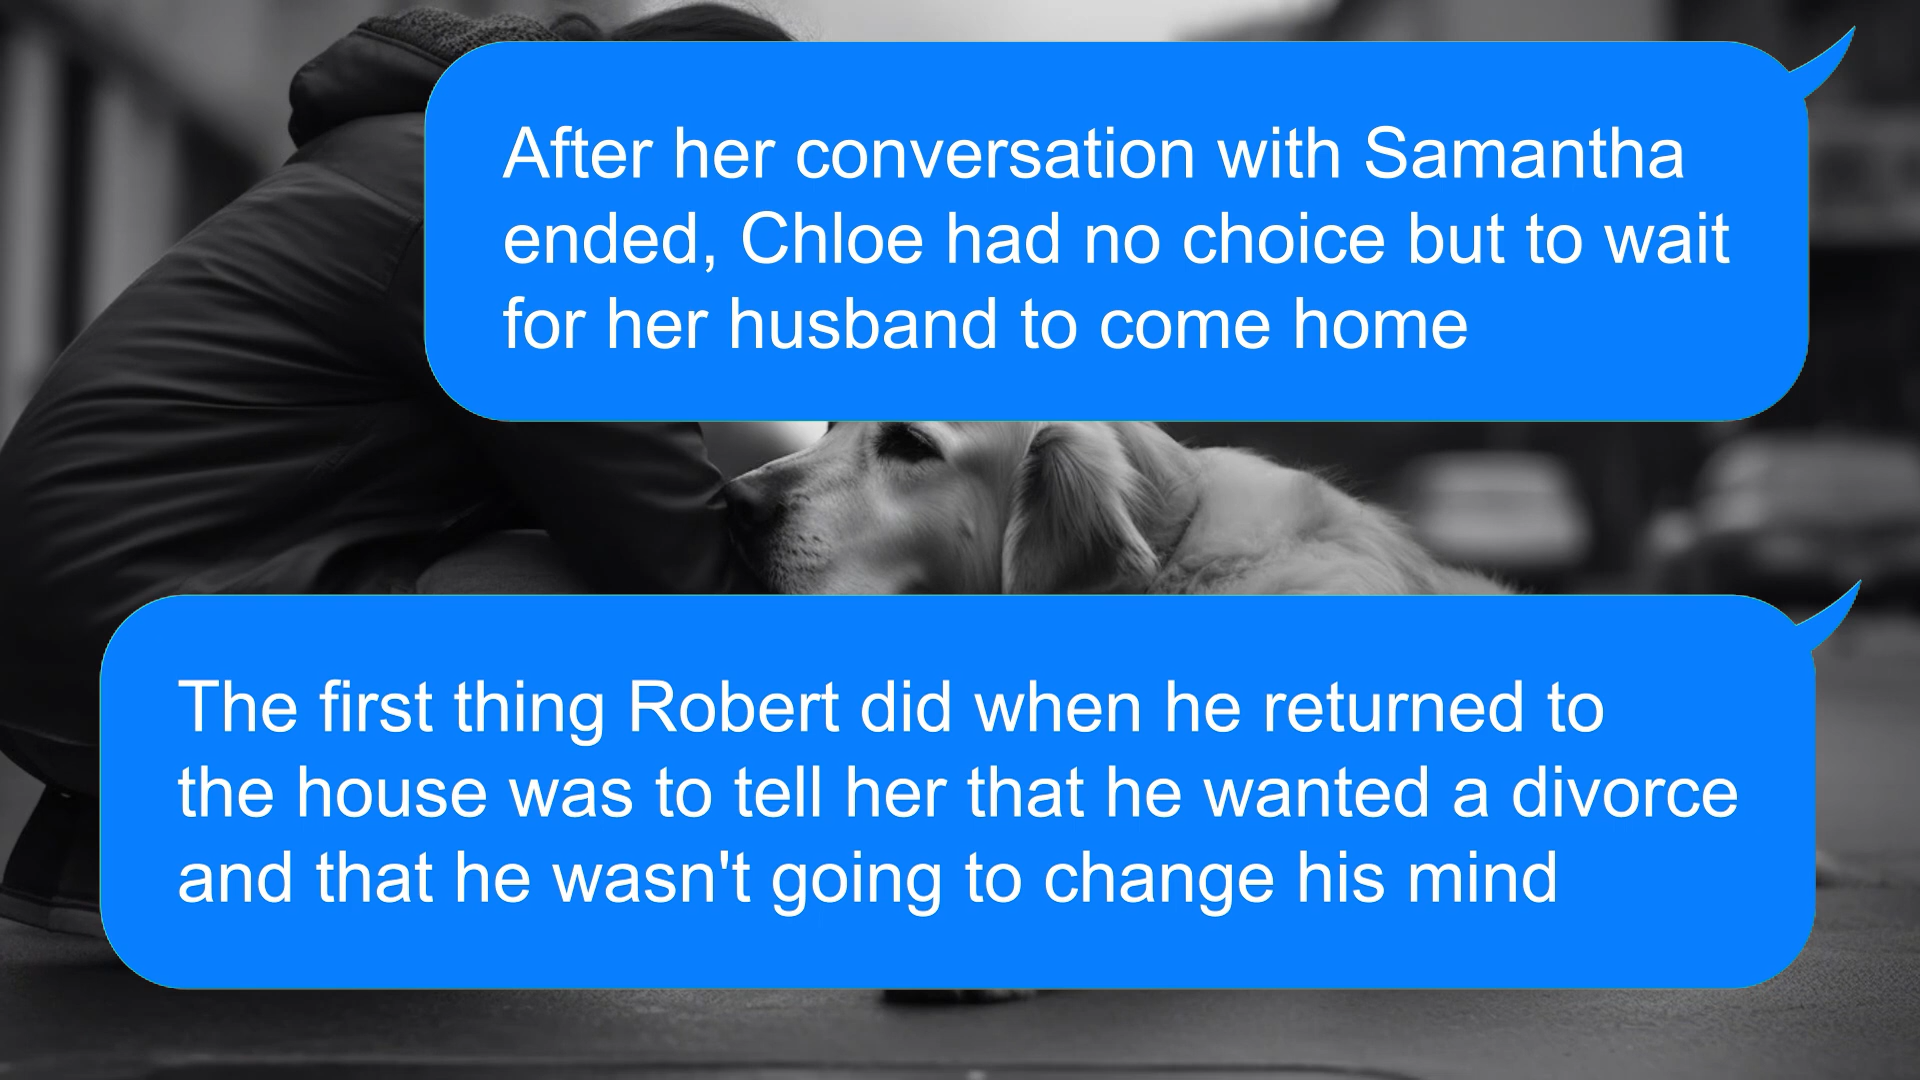 After her conversation with Samantha
ended, Chloe had no choice but to wait
for her husband to come home
The first thing Robert did when he returned to
the house was to tell her that he wanted a divorce
and that he wasn't going to change his mind